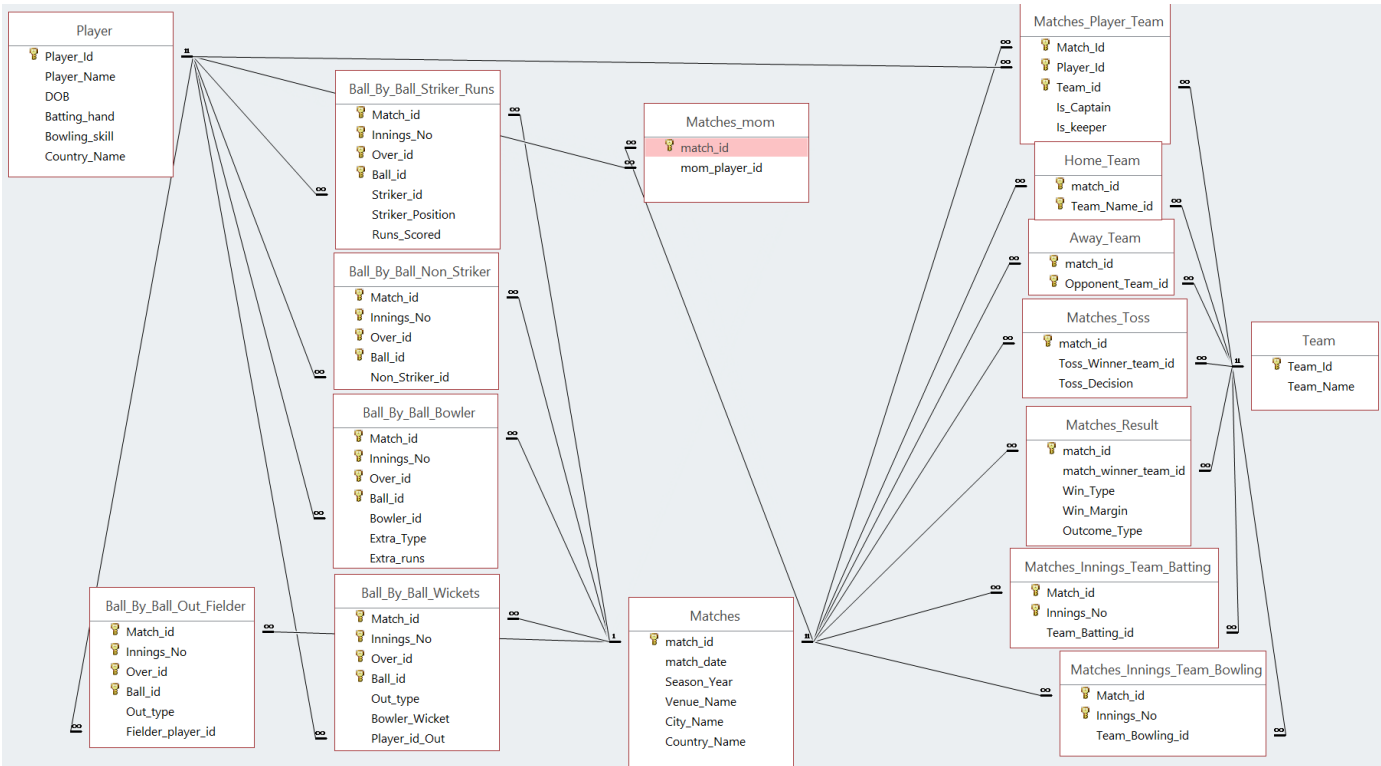 Player
Player_Id
Player_Name
DOB
Batting_hand
Bowling_skill
Country_Name
Ball_By_Ball_Striker_Runs
Match_id
Innings_No
Over_id
Ball_id
Striker_id
Striker_Position
Runs_Scored
Ball_By_Ball_Non_Striker
Match_id
Innings_No
Over_id
Ball_id
Non_Striker_id
Ball_By_Ball_Bowler
Match_id
Innings_No
Over_id
Ball_id
Bowler_id
Extra_Type
Extra_runs
Ball_By_Ball_Out_Fielder
Match_id
Innings_No
Over_id
Ball_id
Out_type
Fielder_player_id
Ball_By_Ball_Wickets
Match_id
Innings_No
Over_id
Ball_id
Out_type
Bowler_Wicket
Player_id_Out
Matches_mom
match_id
mom_player_id
Matches
match_id
match_date
Season_Year
Venue_Name
City_Name
Country_Name
Matches_Player_Team
Match_Id
Player_Id
Team_id
Is_Captain
Is_keeper
Home_Team
match_id
Team_Name_id
Away_Team
match_id
Opponent_Team_id
Matches_Toss
match_id
Toss_Winner_team_id
Toss_Decision
Matches_Result
match_id
match_winner_team_id
Win_Type
Win_Margin
Outcome_Type
Matches_Innings_Team_Batting
Match_id
Innings_No
Team_Batting_id
Matches_Innings_Team_Bowling
Match_id
Innings_No
Team_Bowling_id
Team
Team_Id
Team_Name